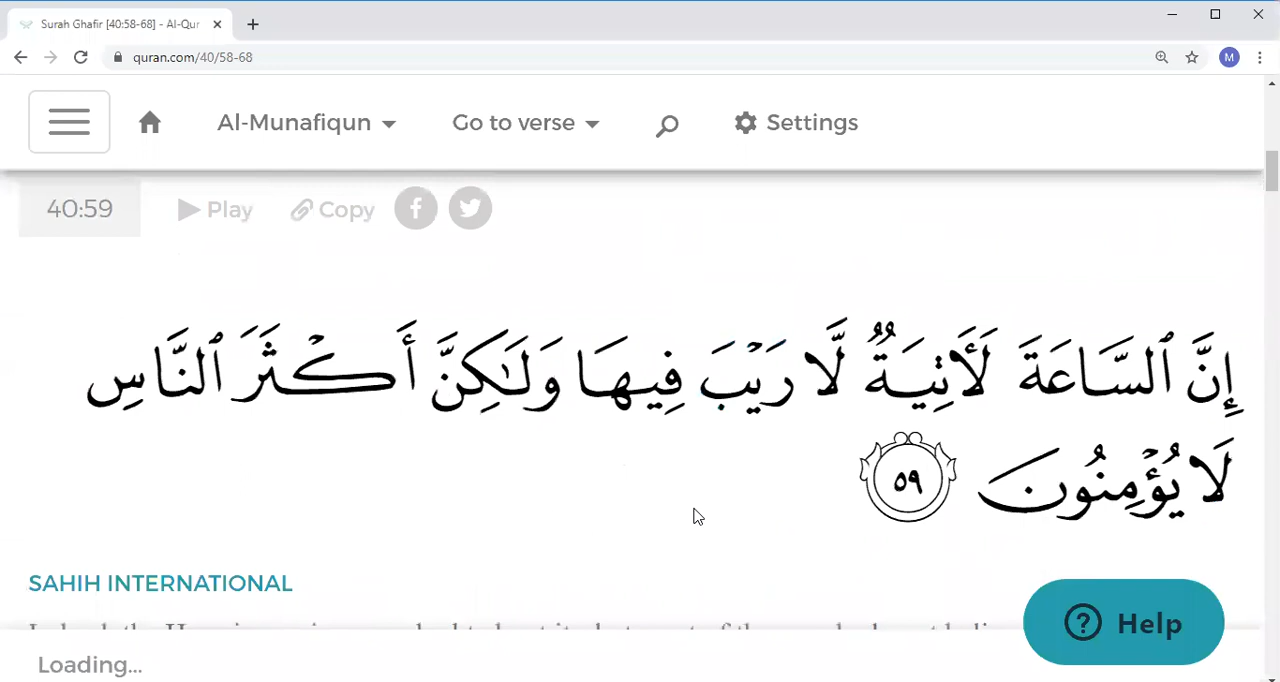 Surah Ghafir [40:58-68] - Al-Qur
quran.com/40/58-68
M
Al-Munafiqun
Go to verse
Settings
40:59
Play
Copy
إِنَّ ٱلسَّاعَةَ لَـَٔاتِيَةٌ لَّا رَيْبَ فِيهَا وَلَـٰكِنَّ أَكْثَرَ ٱلنَّاسِ
لَا يُؤْمِنُونَ ٥٩
SAHIH INTERNATIONAL
Help
Loading...